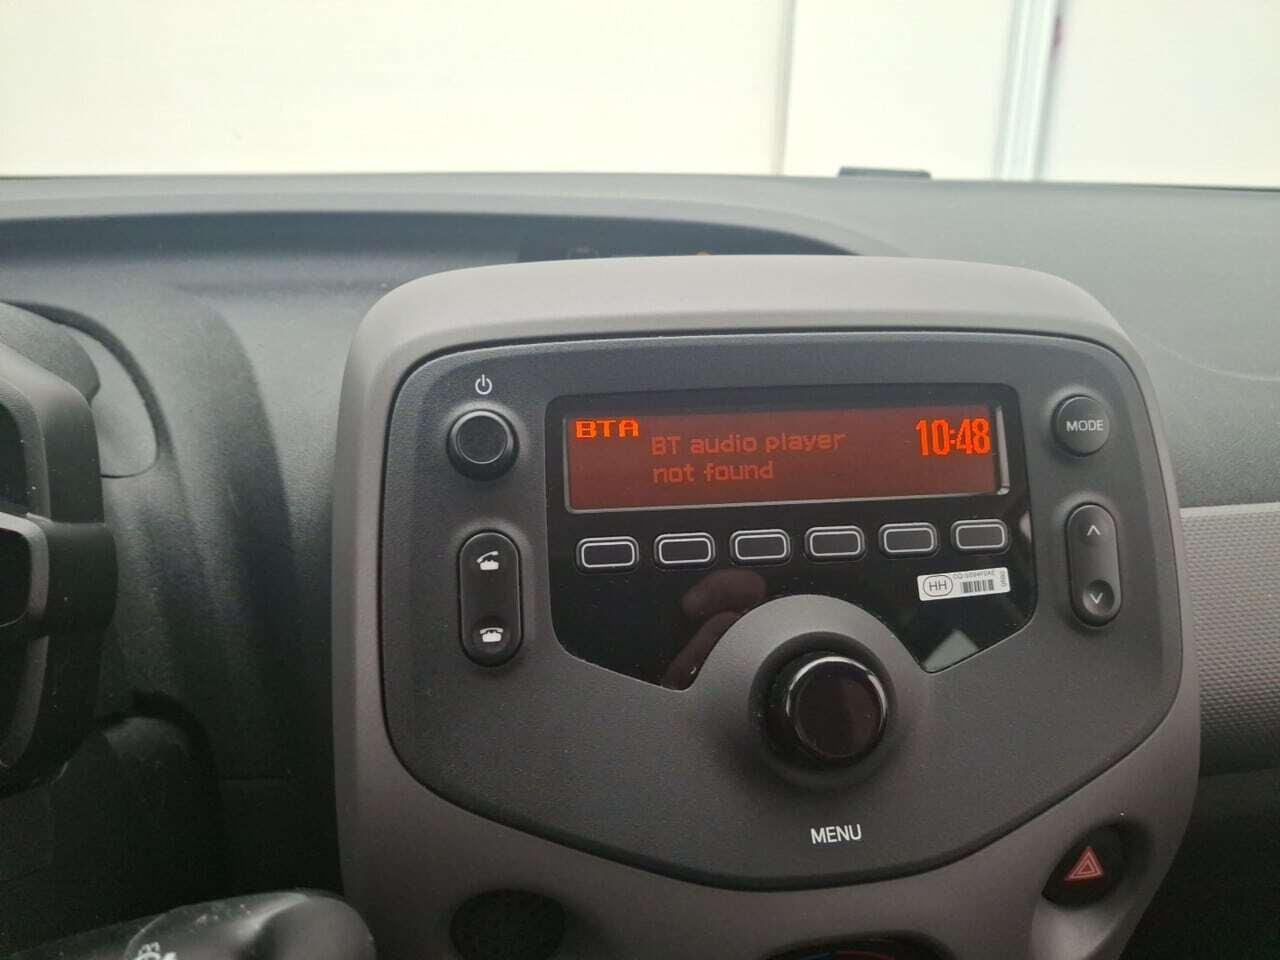 BTA
BT audio player
not found
10:48
MODE
HH
MENU